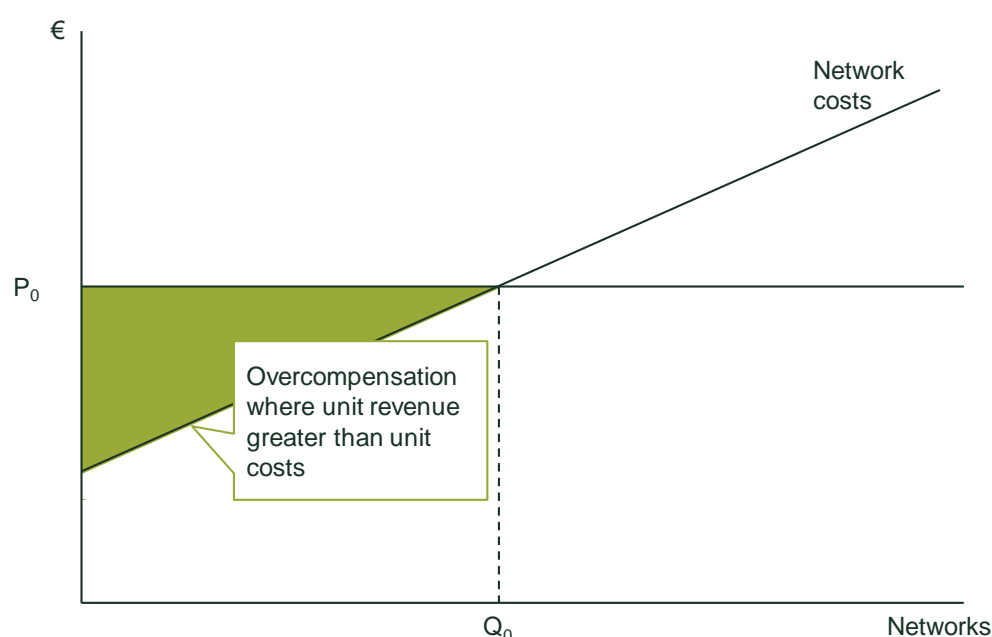 €
Network
costs
P₀
Overcompensation
where unit revenue
greater than unit
costs
Q₀
Networks